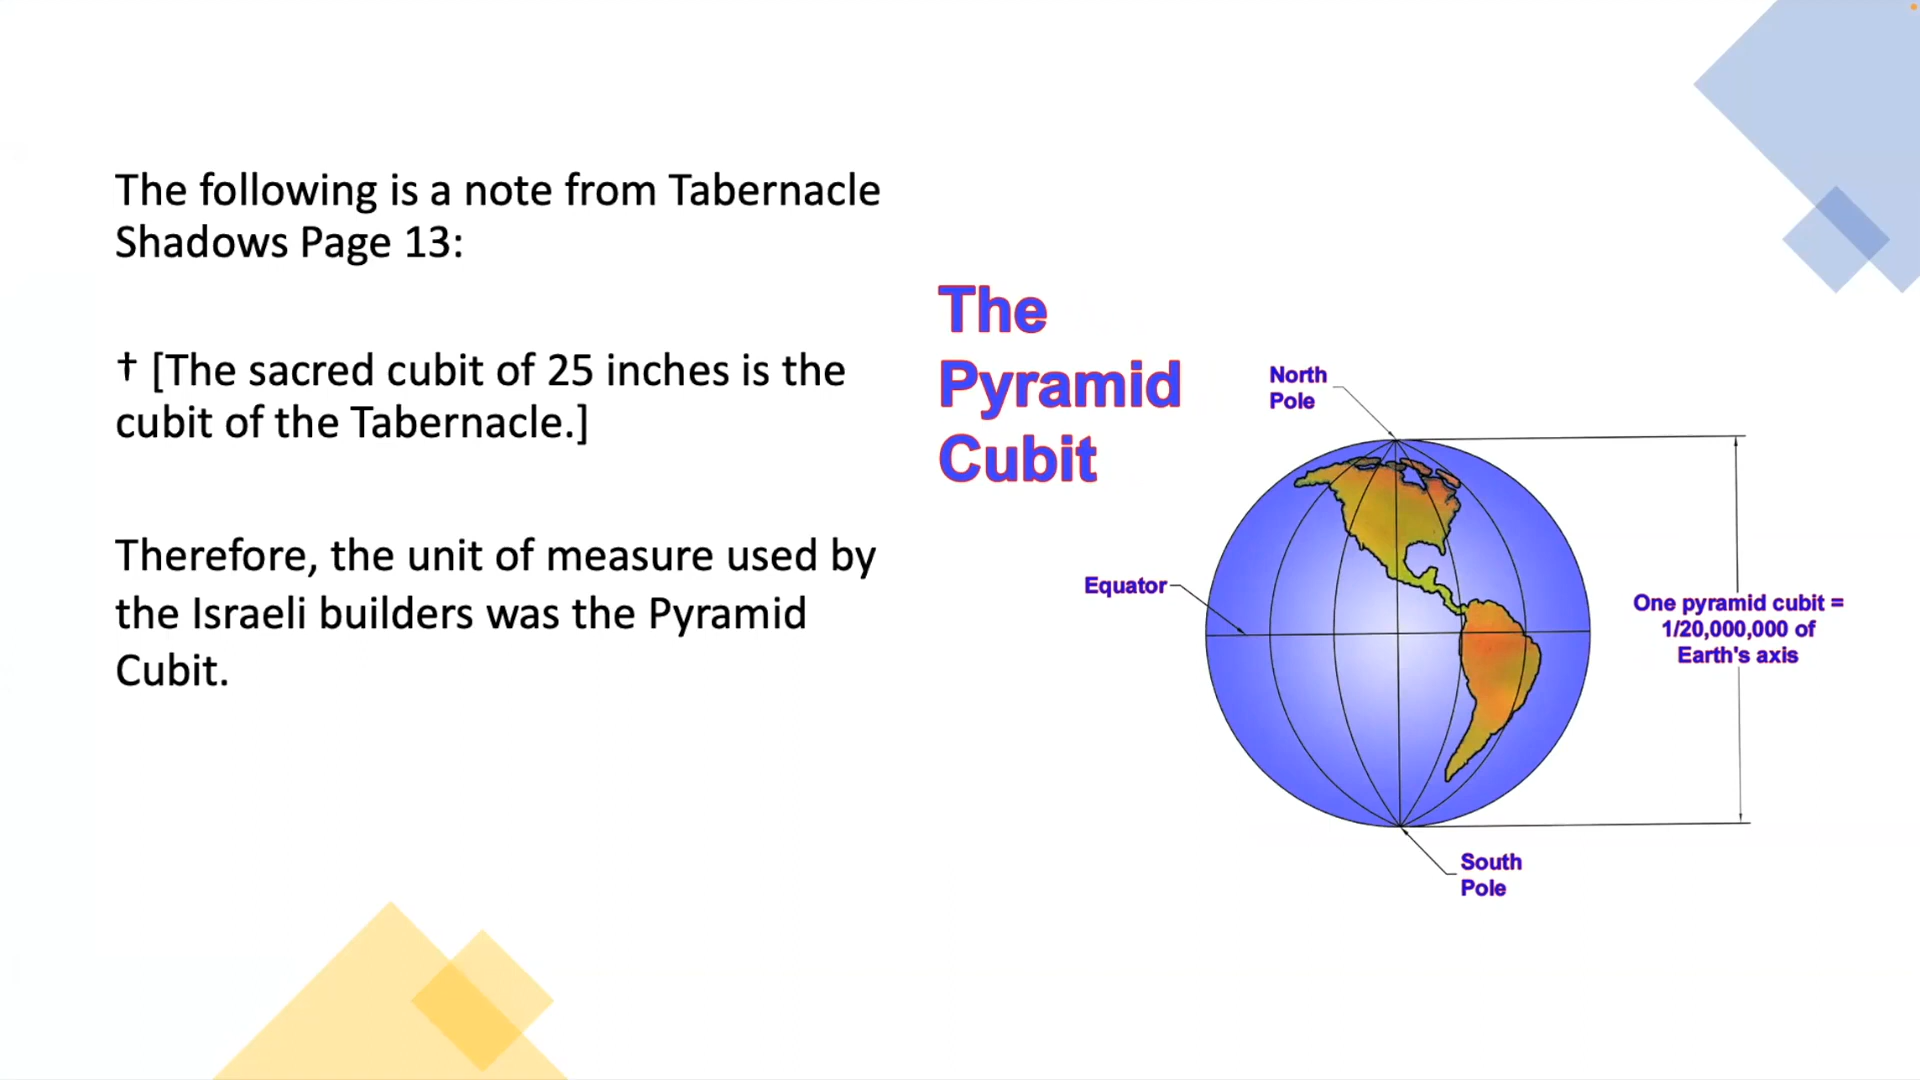 The following is a note from Tabernacle
Shadows Page 13:
† [The sacred cubit of 25 inches is the
cubit of the Tabernacle.]
Therefore, the unit of measure used by
the Israeli builders was the Pyramid
Cubit.
The
Pyramid
Cubit
North
Pole
Equator
One pyramid cubit =
1/20,000,000 of
Earth's axis
South
Pole